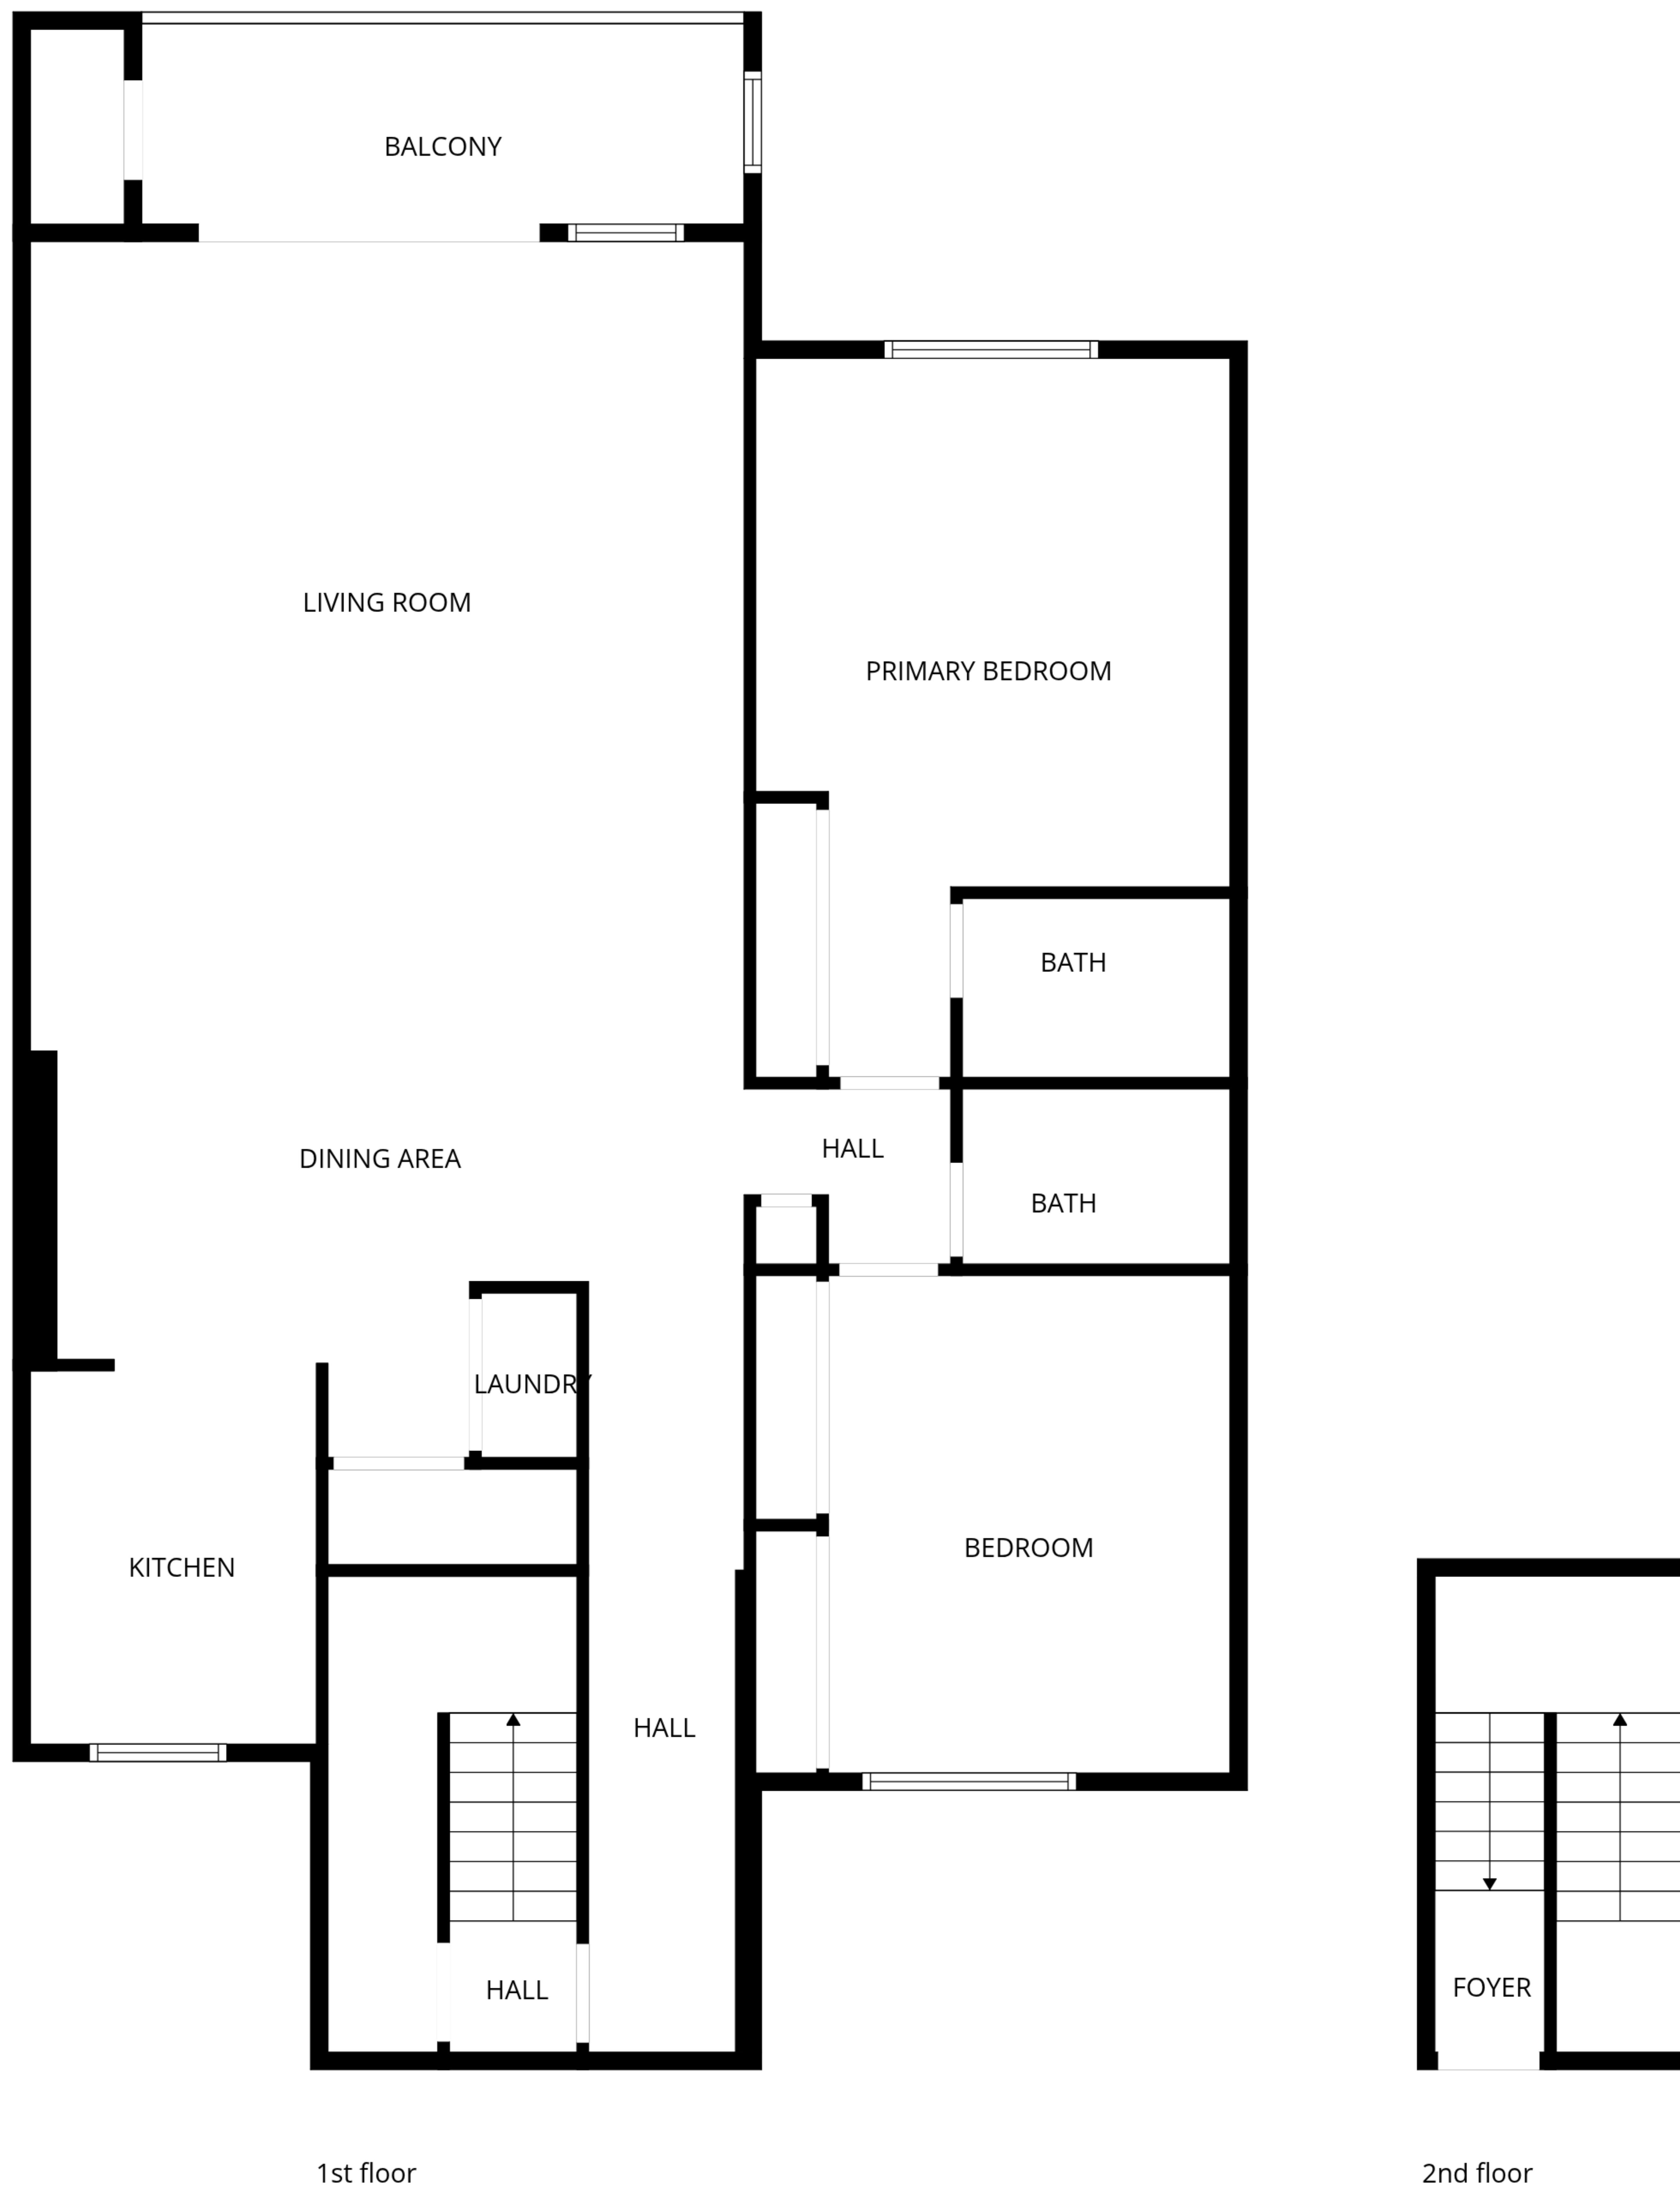 BALCONY
LIVING ROOM
PRIMARY BEDROOM
BATH
HALL
DINING AREA
BATH
LAUNDRY
BEDROOM
KITCHEN
HALL
HALL
FOYER
1st floor
2nd floor